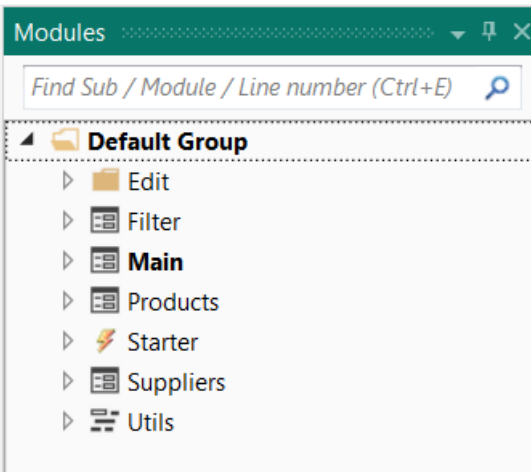 Modules
Find Sub / Module / Line number (Ctrl+E)
Default Group
Edit
Filter
Main
Products
Starter
Suppliers
Utils